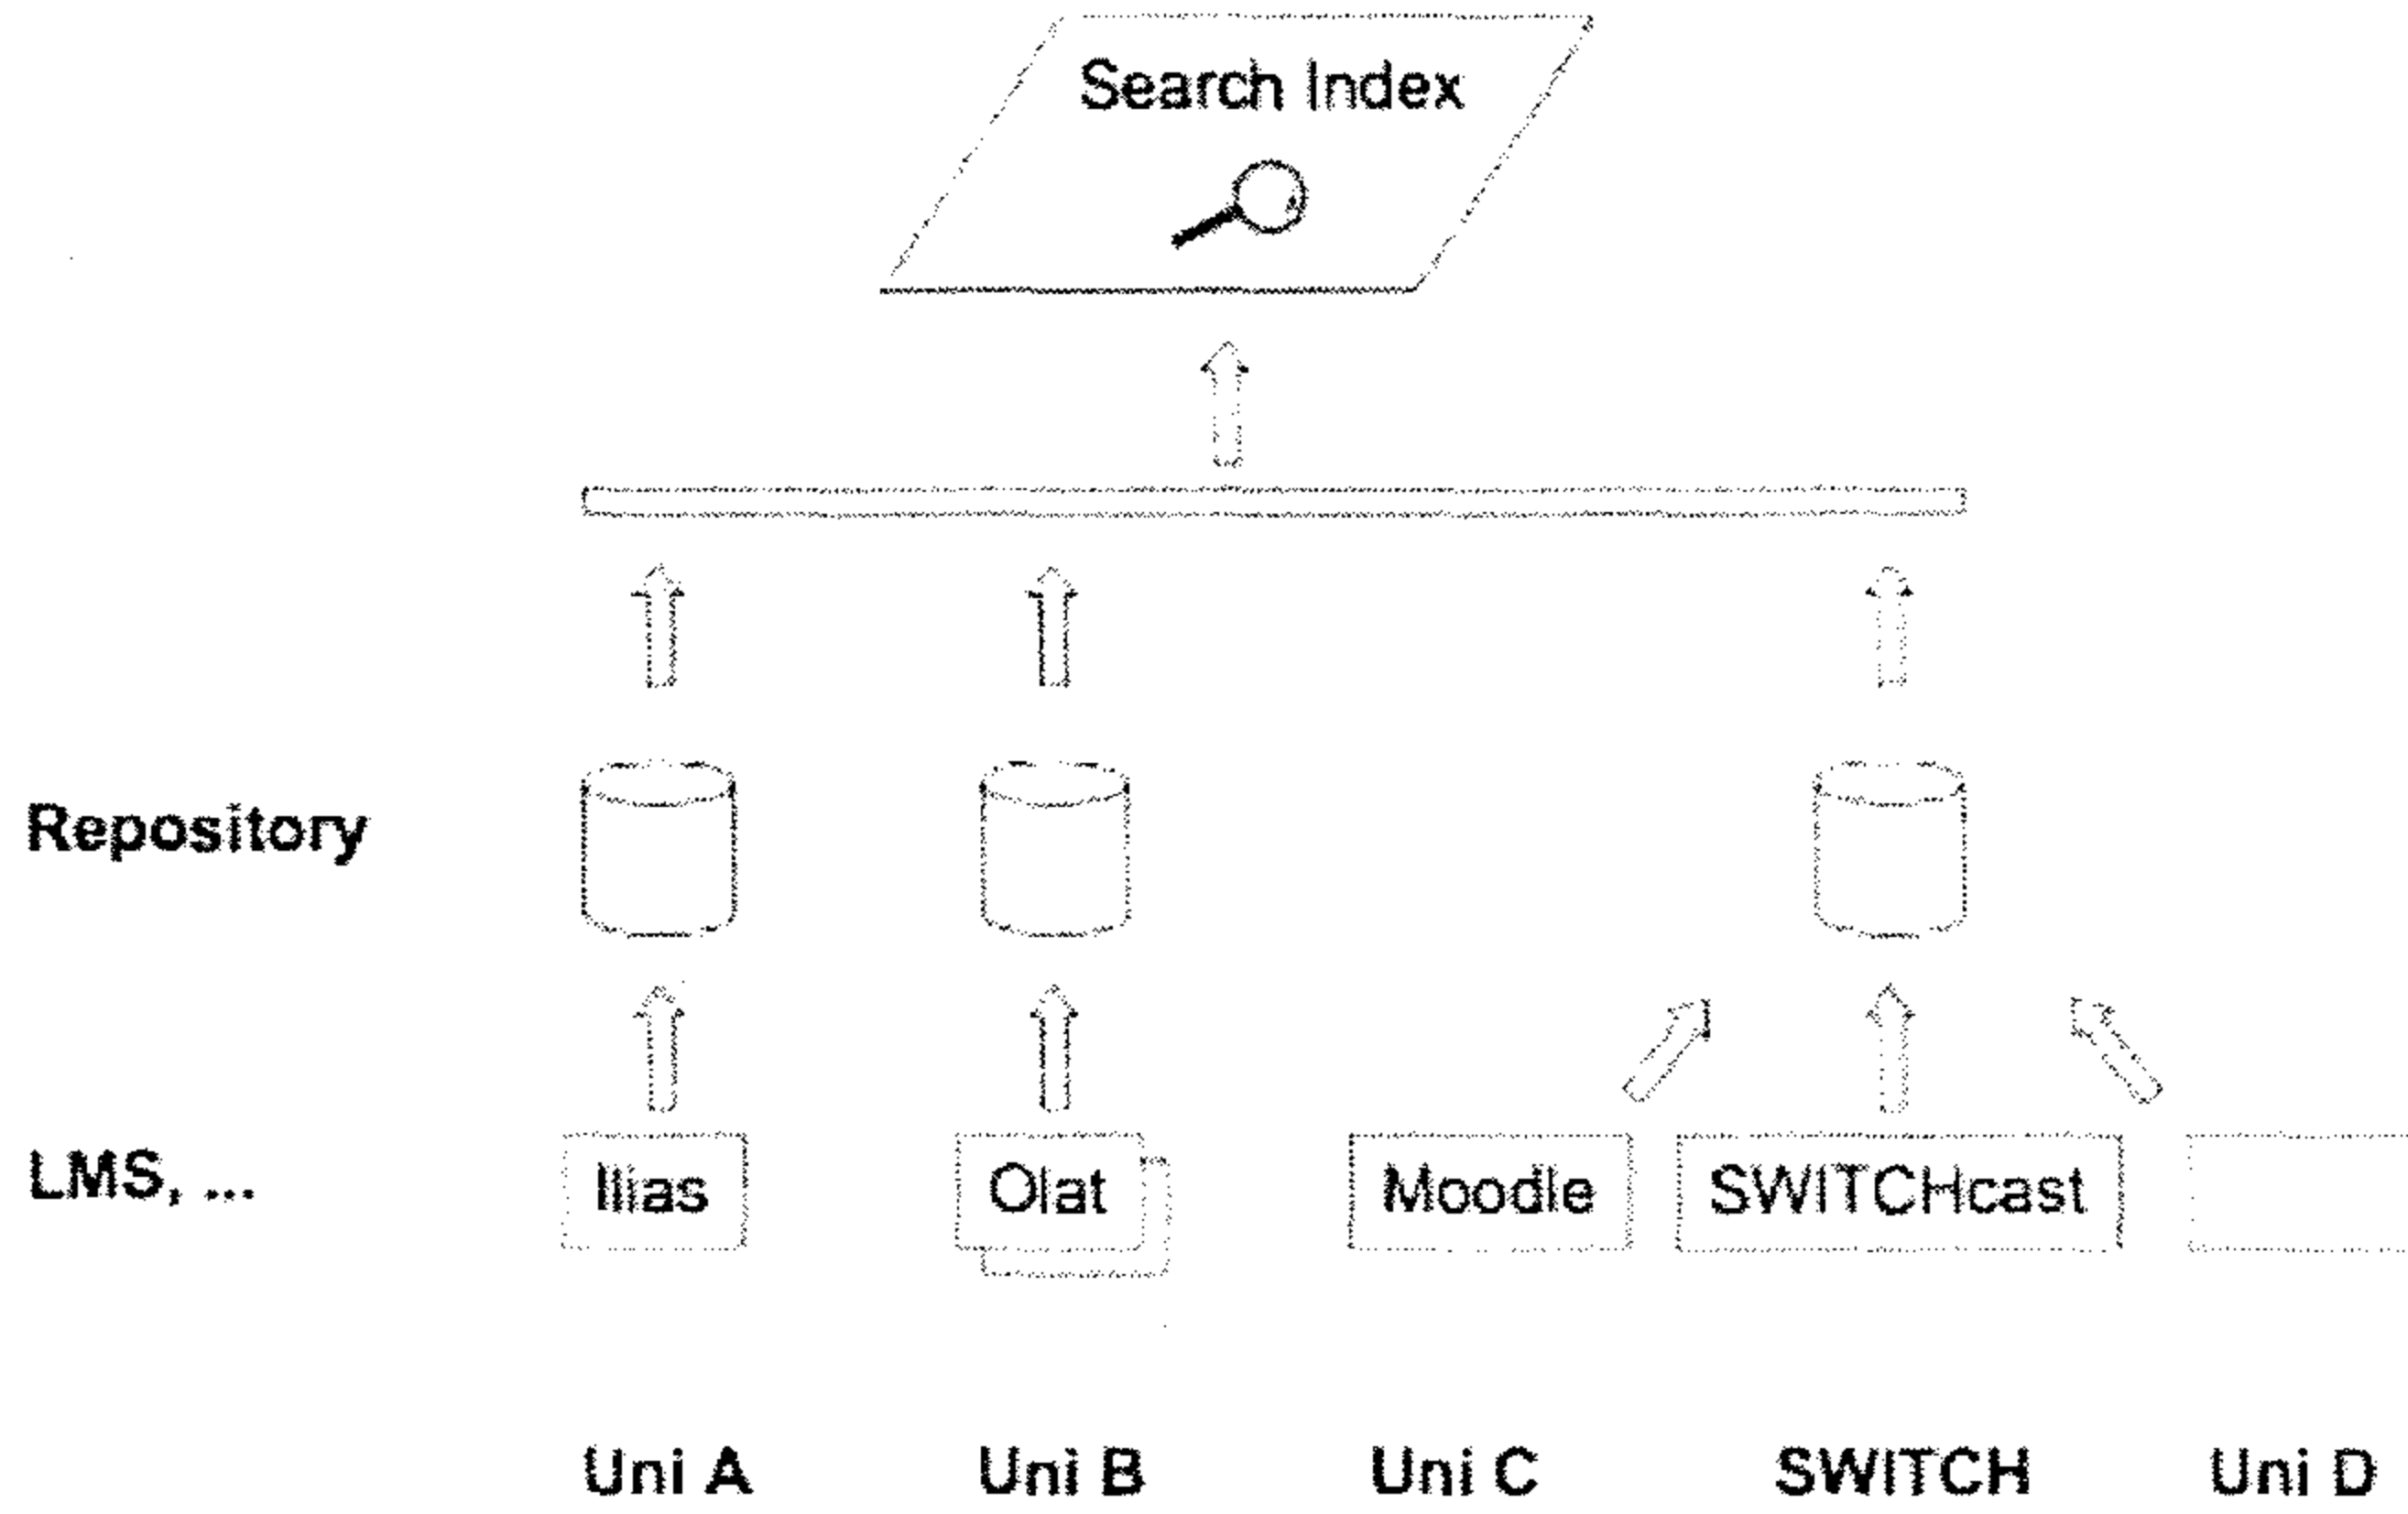 Search Index
Repository
LMS, ...
Ilias
Olat
Moodle
SWITCHcast
Uni A
Uni B
Uni C
SWITCH
Uni D